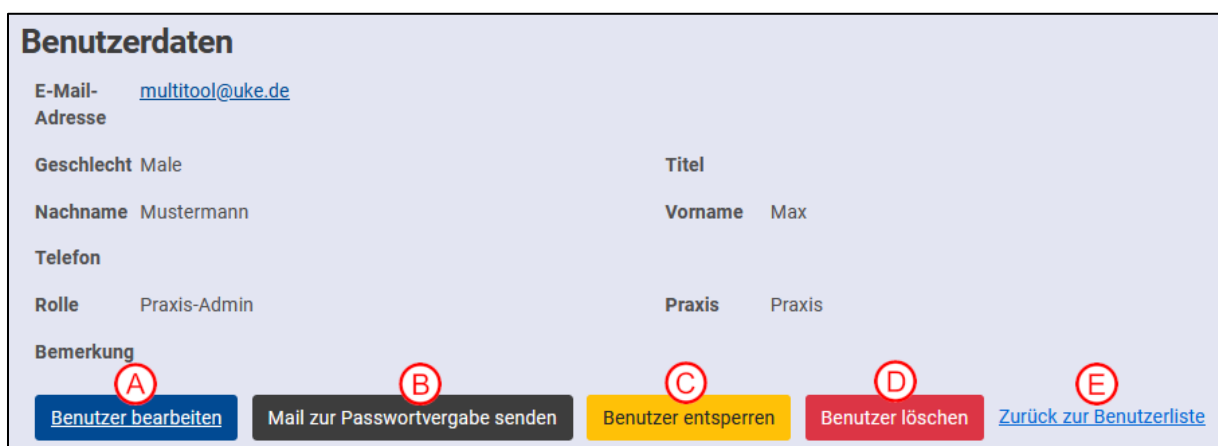 Benutzerdaten
E-Mail- multitool@uke.de
Adresse
Geschlecht Male Titel
Nachname Mustermann Vorname Max
Telefon
Rolle Praxis-Admin Praxis Praxis
Bemerkung
A B C D E
Benutzer bearbeiten Mail zur Passwortvergabe senden Benutzer entsperren Benutzer löschen Zurück zur Benutzerliste